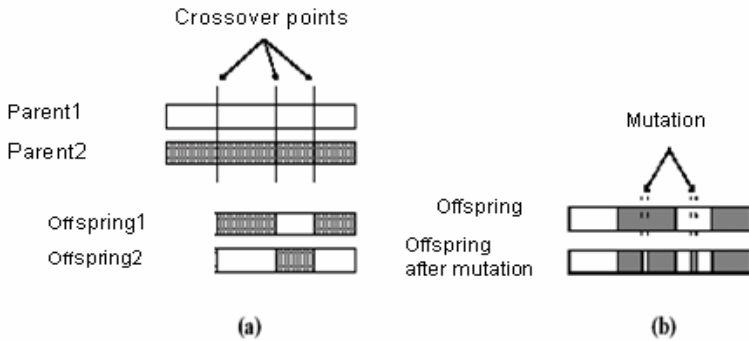 Crossover points
Parent1
Parent2
Offspring1
Offspring2
(a)
Mutation
Offspring
Offspring
after mutation
(b)